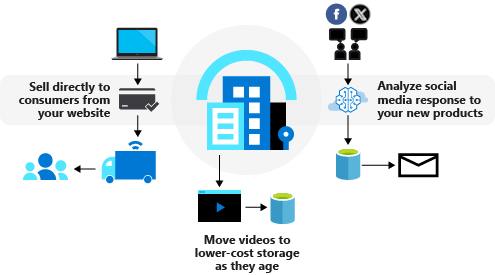 Sell directly to
consumers from
your website
Analyze social
media response to
your new products
Move videos to
lower-cost storage
as they age